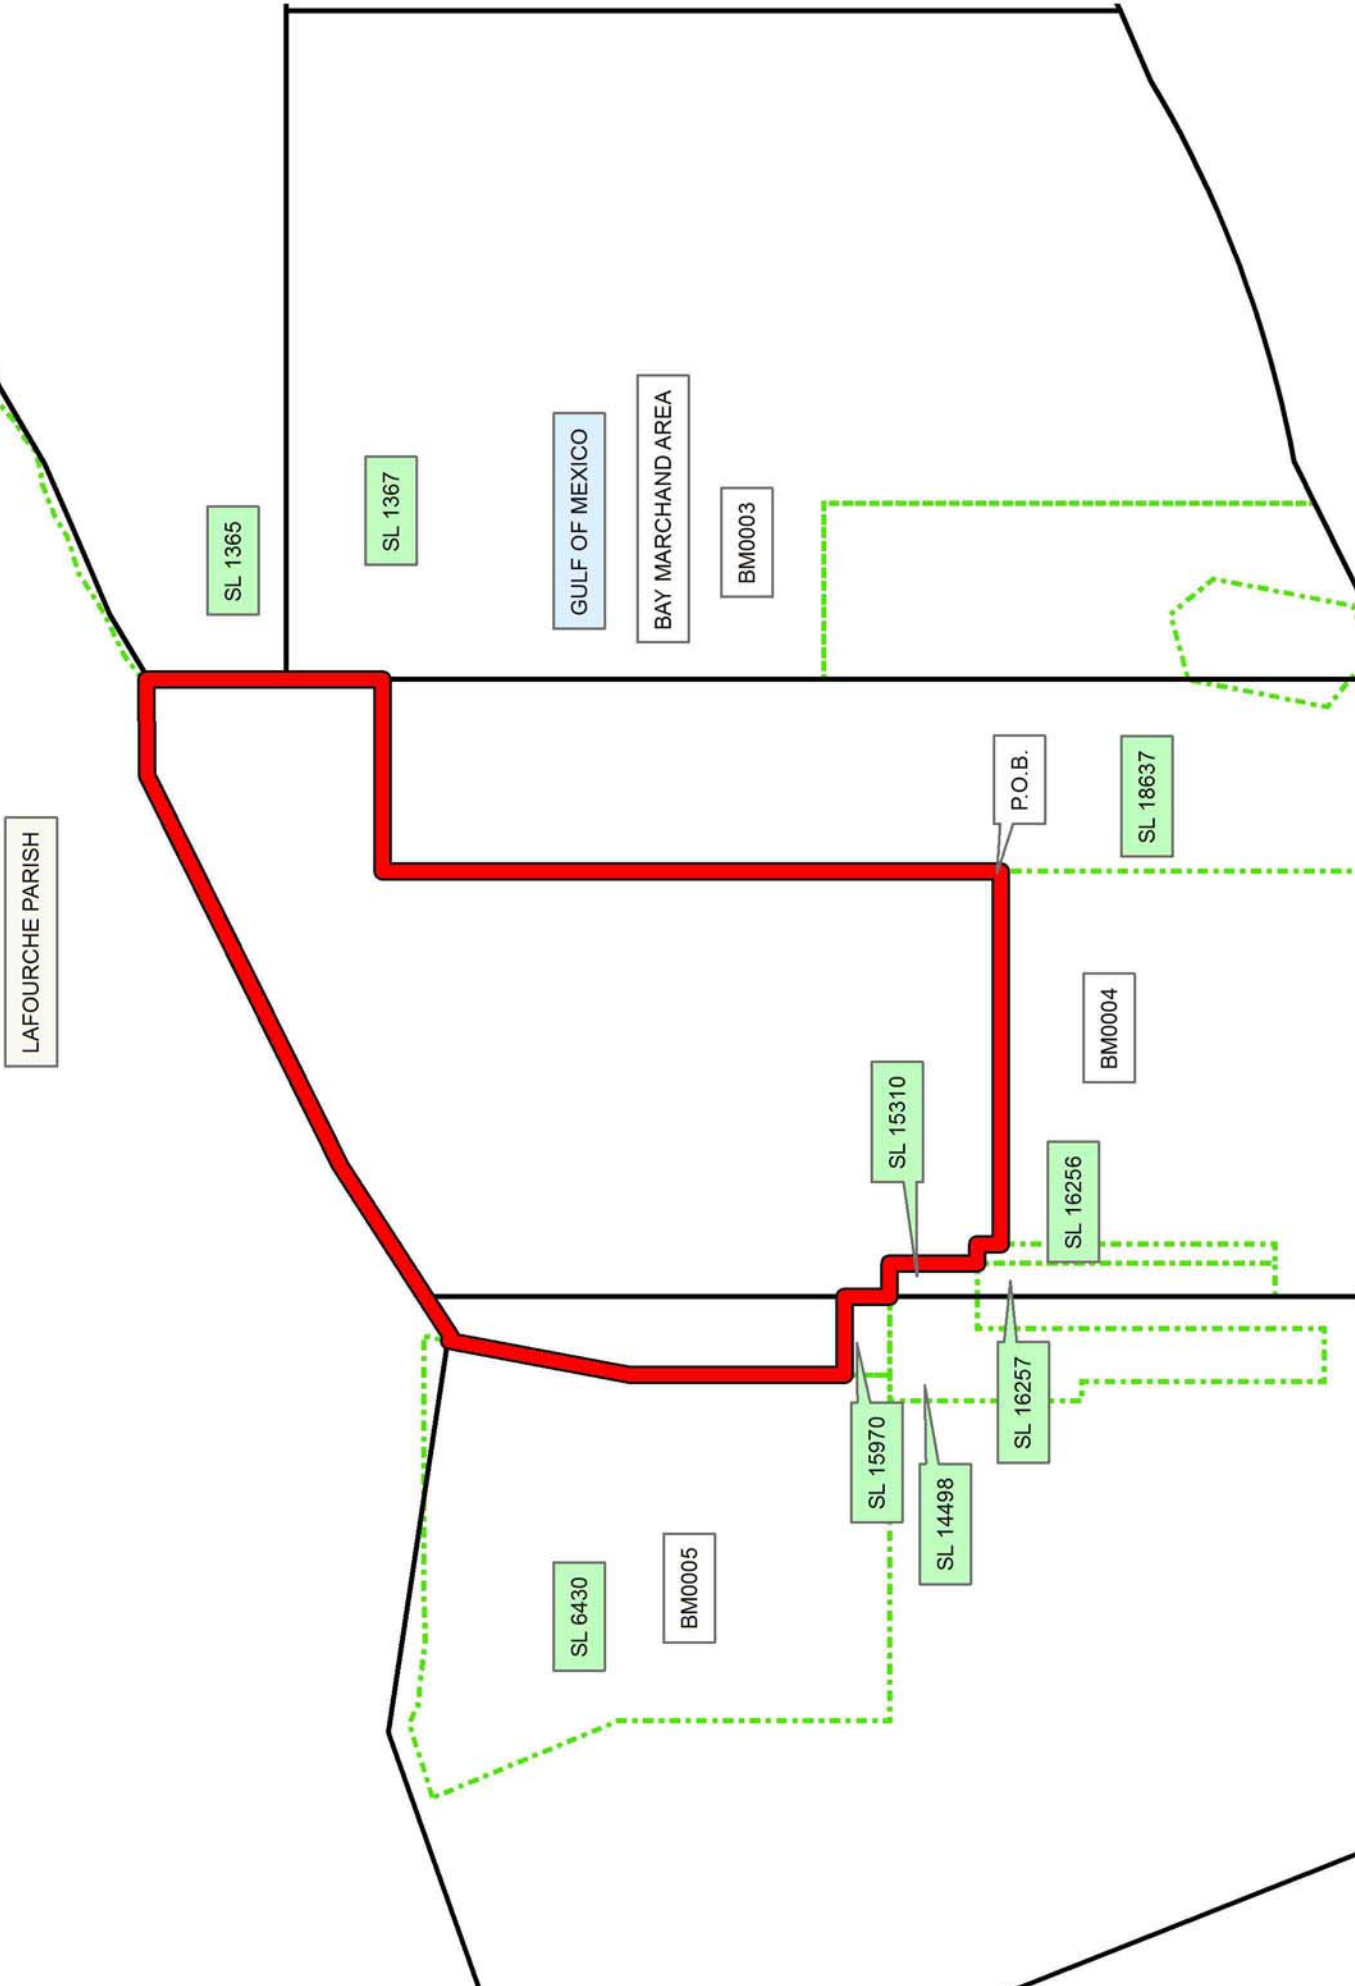 LAFOURCHE PARISH
SL 1365
SL 1367
GULF OF MEXICO
BAY MARCHAND AREA
BM0003
P.O.B.
SL 18637
BM0004
SL 15310
SL 16256
SL 16257
SL 15970
SL 14498
SL 6430
BM0005